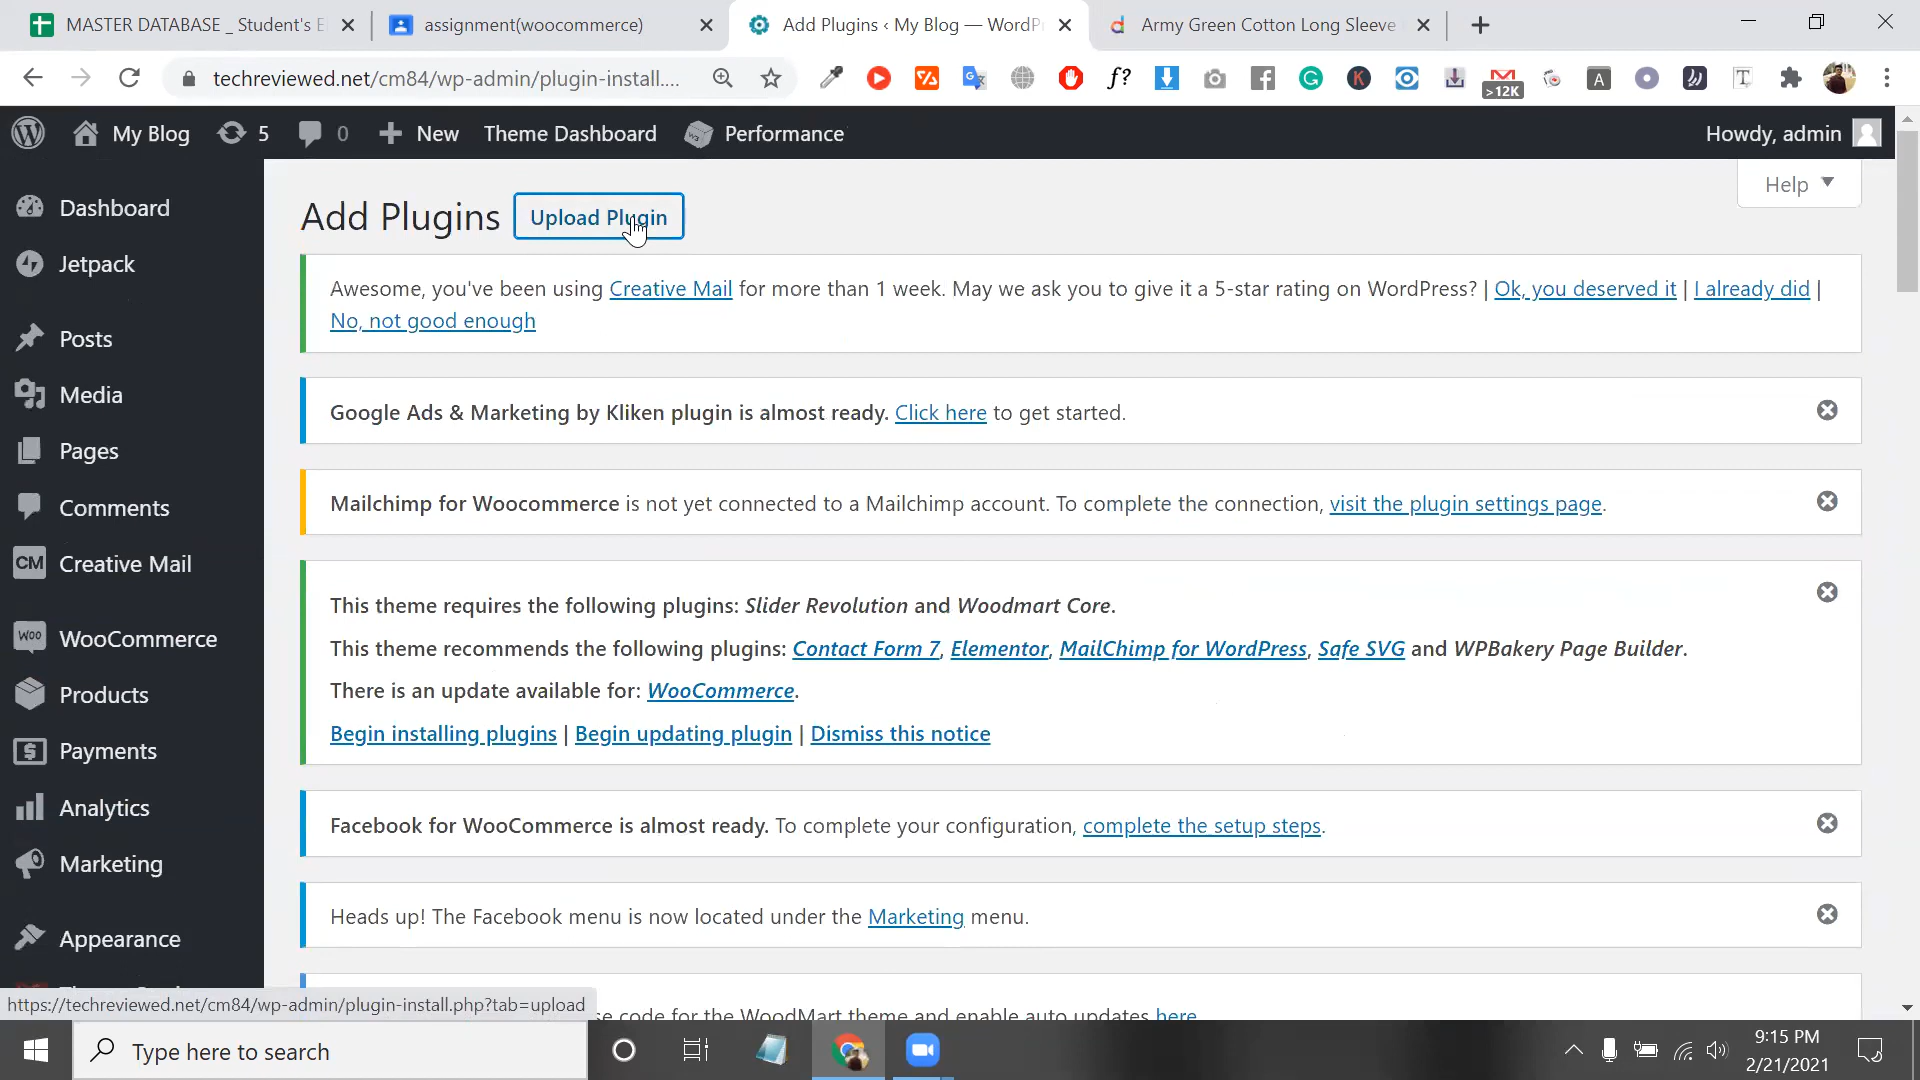 MASTER DATABASE _ Student's E
assignment(woocommerce)
Add Plugins ‹ My Blog — WordPr
Army Green Cotton Long Sleeve
techreviewed.net/cm84/wp-admin/plugin-install....
>12K
My Blog
5
0
New
Theme Dashboard
Performance
Howdy, admin
Help
Dashboard
Jetpack
Posts
Media
Pages
Comments
CM Creative Mail
Woo WooCommerce
Products
Payments
Analytics
Marketing
Appearance
Add Plugins
Upload Plugin
Awesome, you've been using Creative Mail for more than 1 week. May we ask you to give it a 5-star rating on WordPress? | Ok, you deserved it | I already did |
No, not good enough
Google Ads & Marketing by Kliken plugin is almost ready. Click here to get started.
Mailchimp for Woocommerce is not yet connected to a Mailchimp account. To complete the connection, visit the plugin settings page.
This theme requires the following plugins: Slider Revolution and Woodmart Core.
This theme recommends the following plugins: Contact Form 7, Elementor, MailChimp for WordPress, Safe SVG and WPBakery Page Builder.
There is an update available for: WooCommerce.
Begin installing plugins | Begin updating plugin | Dismiss this notice
Facebook for WooCommerce is almost ready. To complete your configuration, complete the setup steps.
Heads up! The Facebook menu is now located under the Marketing menu.
code for the WoodMart theme and enable auto updates here
https://techreviewed.net/cm84/wp-admin/plugin-install.php?tab=upload
Type here to search
9:15 PM
2/21/2021